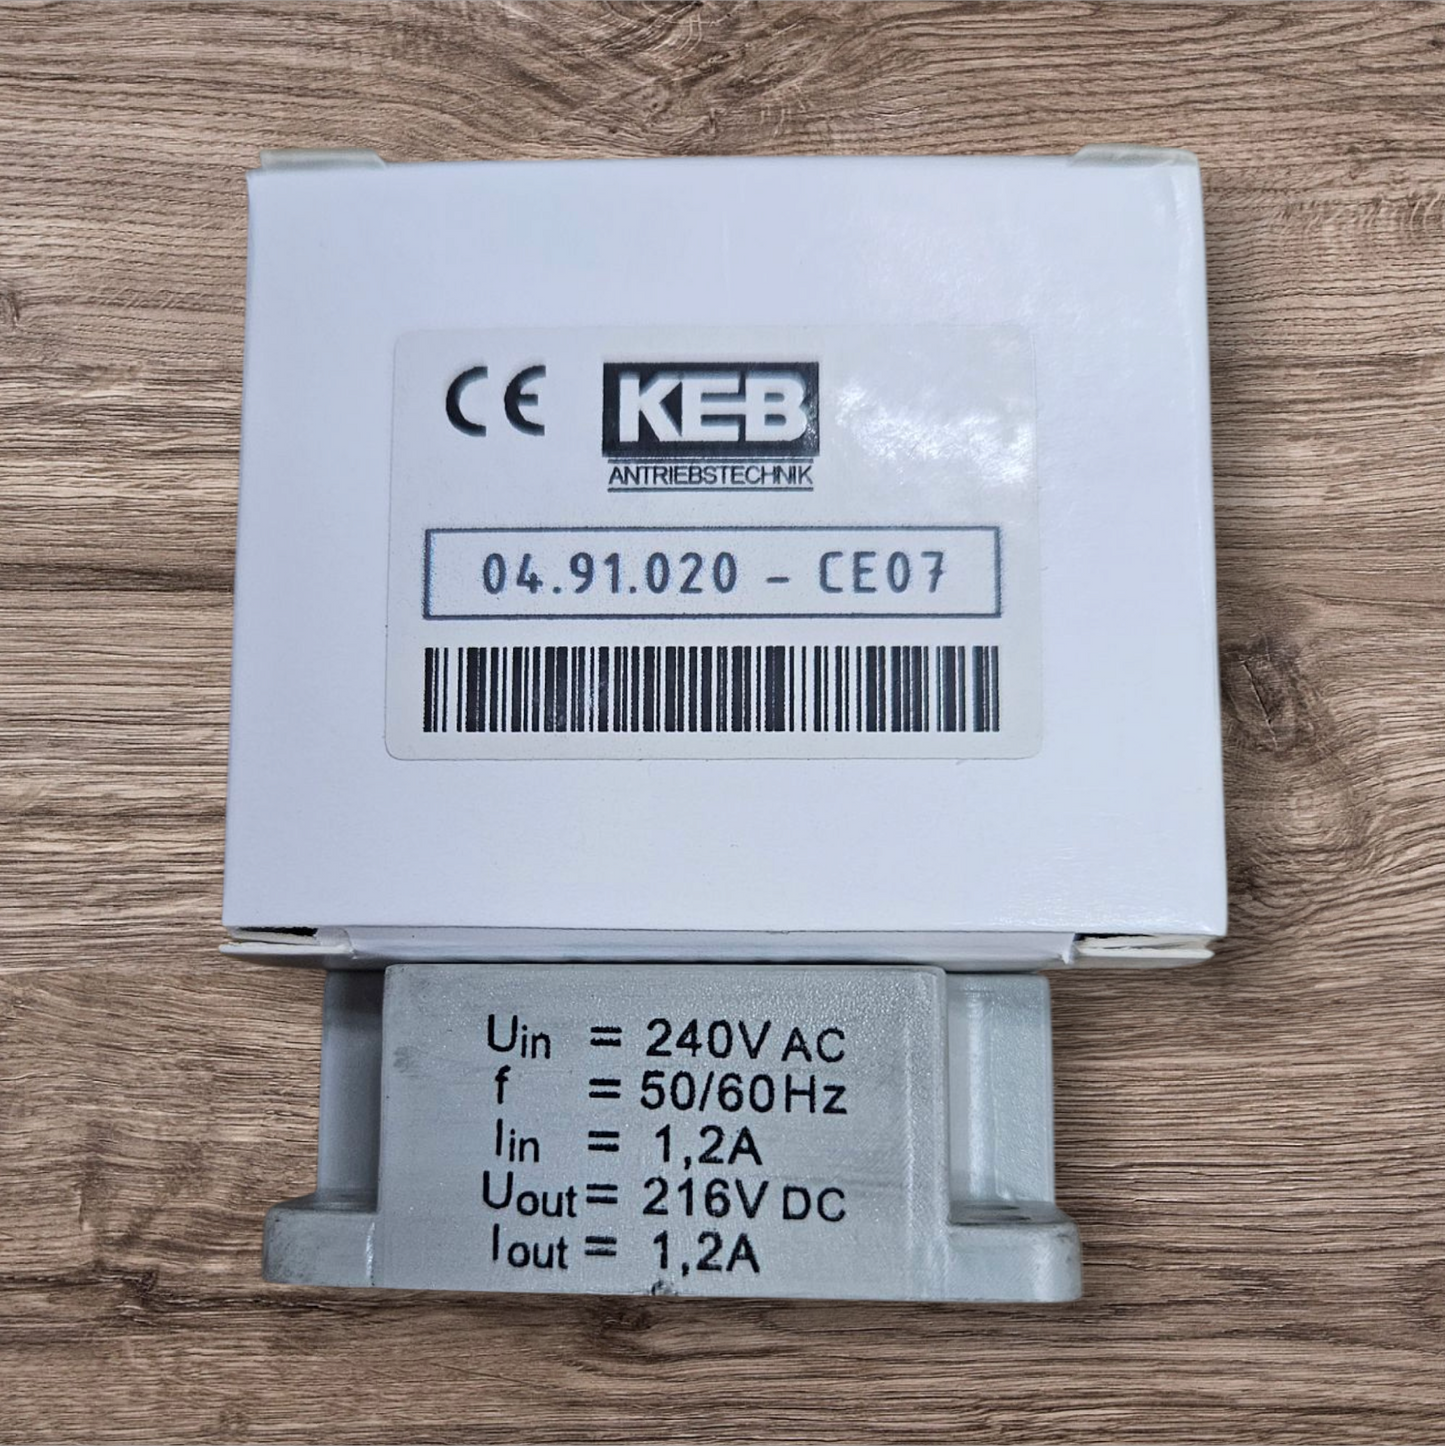 CE KEB
ANTRIEBSTECHNIK
04.91.020 - CE07
Uin = 240V AC
f = 50/60Hz
Iin = 1,2A
Uout = 216V DC
Iout = 1,2A